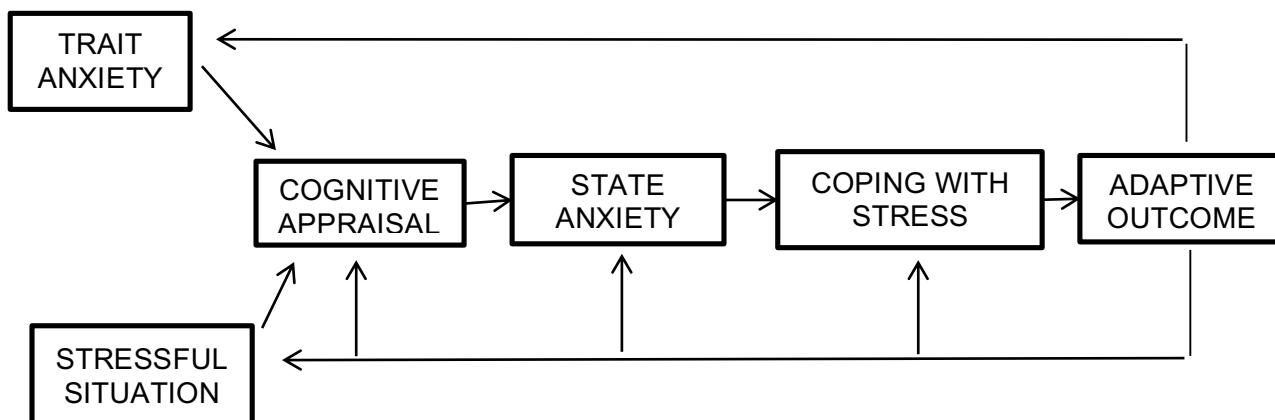 TRAIT
ANXIETY
COGNITIVE
APPRAISAL
STATE
ANXIETY
COPING WITH
STRESS
ADAPTIVE
OUTCOME
STRESSFUL
SITUATION